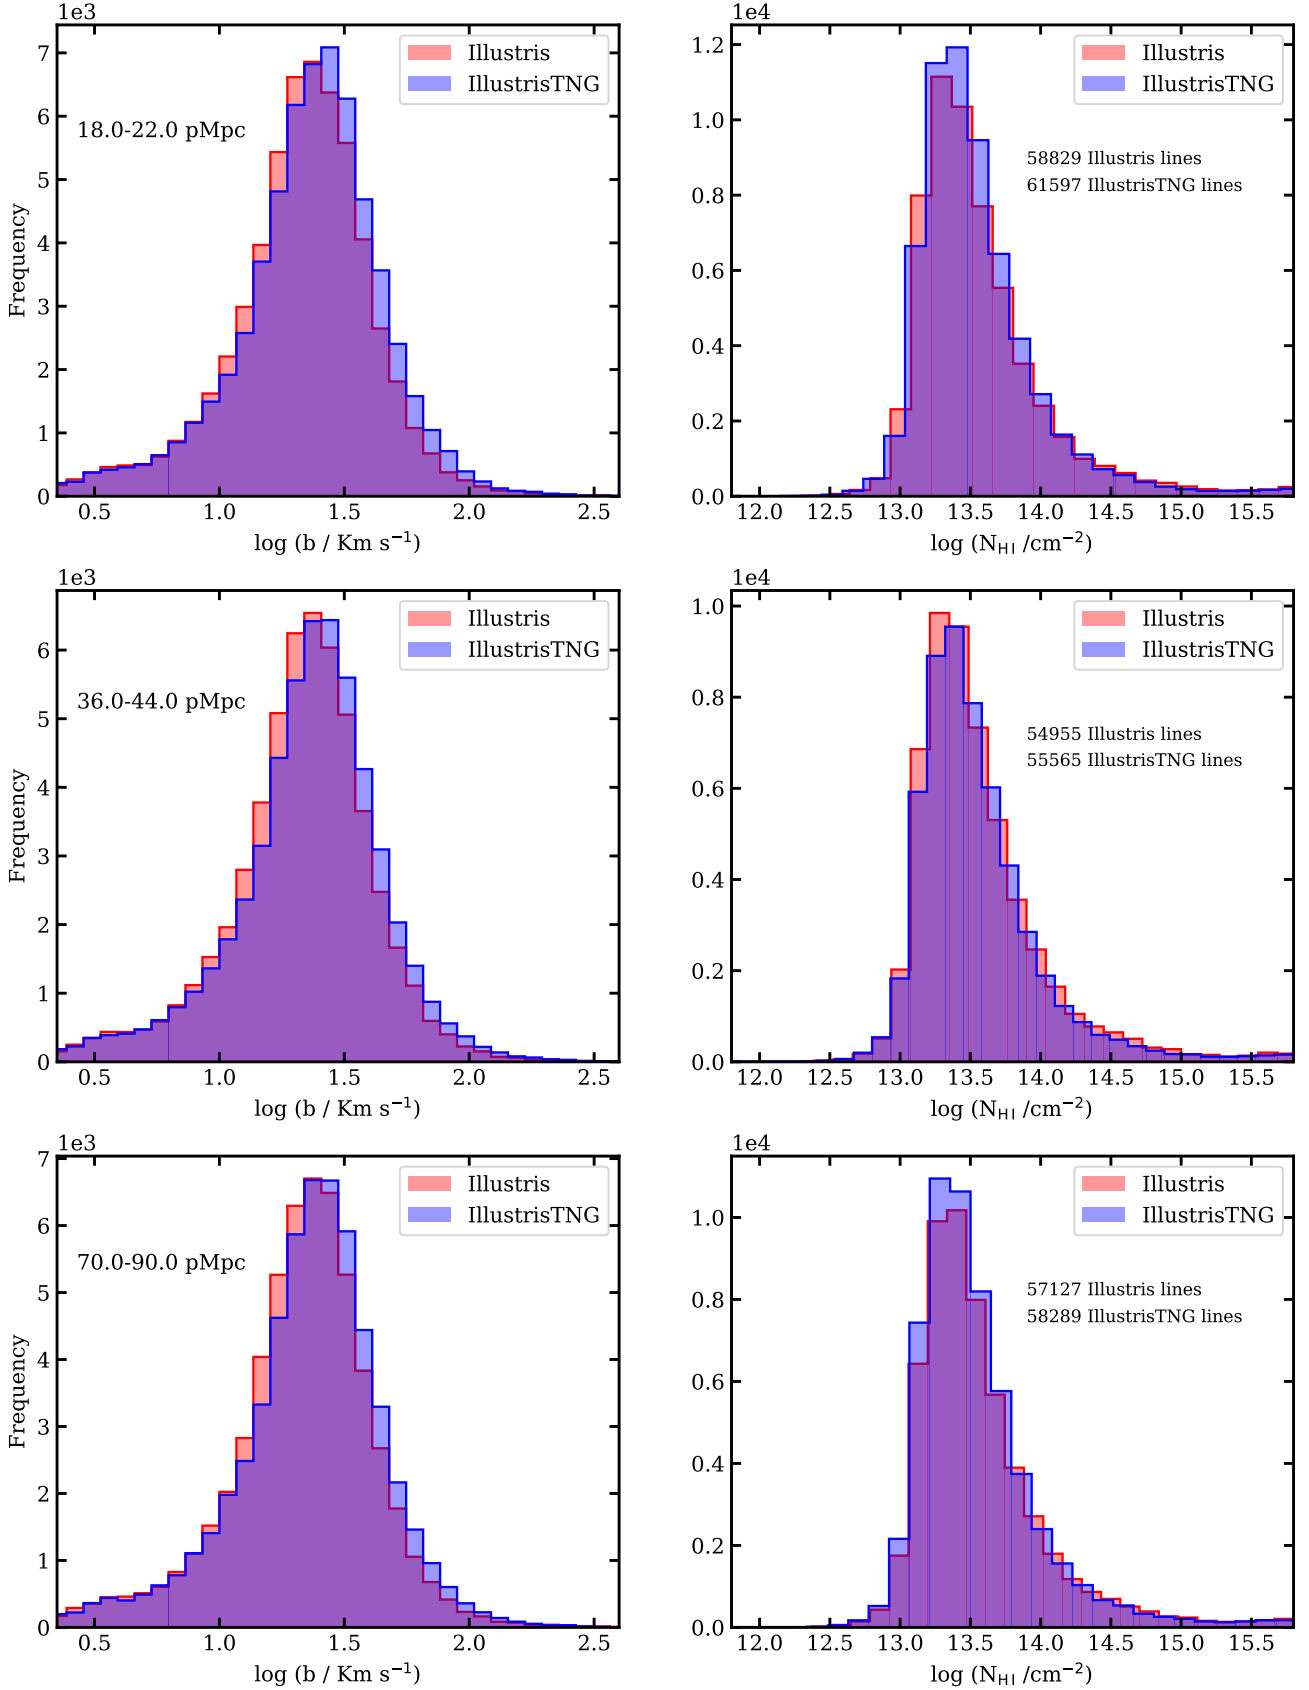 1e3
7
6
5
4
3
2
1
0
Frequency
18.0-22.0 pMpc
Illustris
IllustrisTNG
0.5 1.0 1.5 2.0 2.5
log (b / Km s⁻¹)
1e4
1.2
1.0
0.8
0.6
0.4
0.2
0.0
Illustris
IllustrisTNG
58829 Illustris lines
61597 IllustrisTNG lines
12.0 12.5 13.0 13.5 14.0 14.5 15.0 15.5
log (N_HI /cm⁻²)
1e3
6
5
4
3
2
1
0
Frequency
36.0-44.0 pMpc
Illustris
IllustrisTNG
0.5 1.0 1.5 2.0 2.5
log (b / Km s⁻¹)
1e4
1.0
0.8
0.6
0.4
0.2
0.0
Illustris
IllustrisTNG
54955 Illustris lines
55565 IllustrisTNG lines
12.0 12.5 13.0 13.5 14.0 14.5 15.0 15.5
log (N_HI /cm⁻²)
1e3
7
6
5
4
3
2
1
0
Frequency
70.0-90.0 pMpc
Illustris
IllustrisTNG
0.5 1.0 1.5 2.0 2.5
log (b / Km s⁻¹)
1e4
1.0
0.8
0.6
0.4
0.2
0.0
Illustris
IllustrisTNG
57127 Illustris lines
58289 IllustrisTNG lines
12.0 12.5 13.0 13.5 14.0 14.5 15.0 15.5
log (N_HI /cm⁻²)